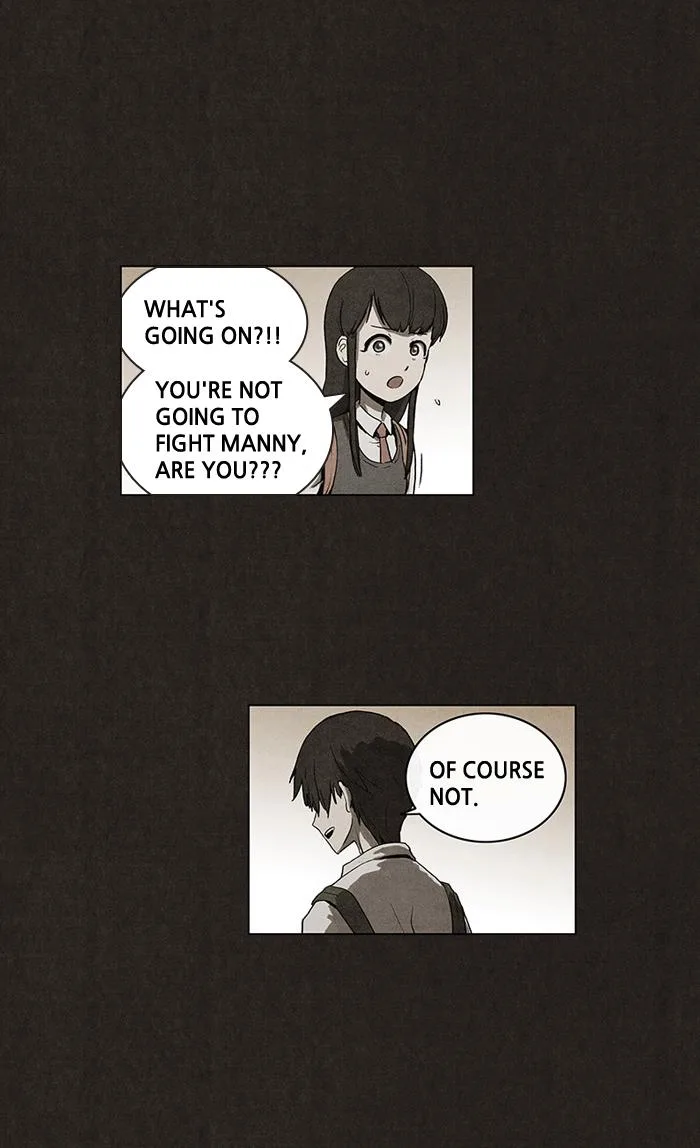 WHAT'S
GOING ON?!!
YOU'RE NOT
GOING TO
FIGHT MANNY,
ARE YOU???
OF COURSE
NOT.